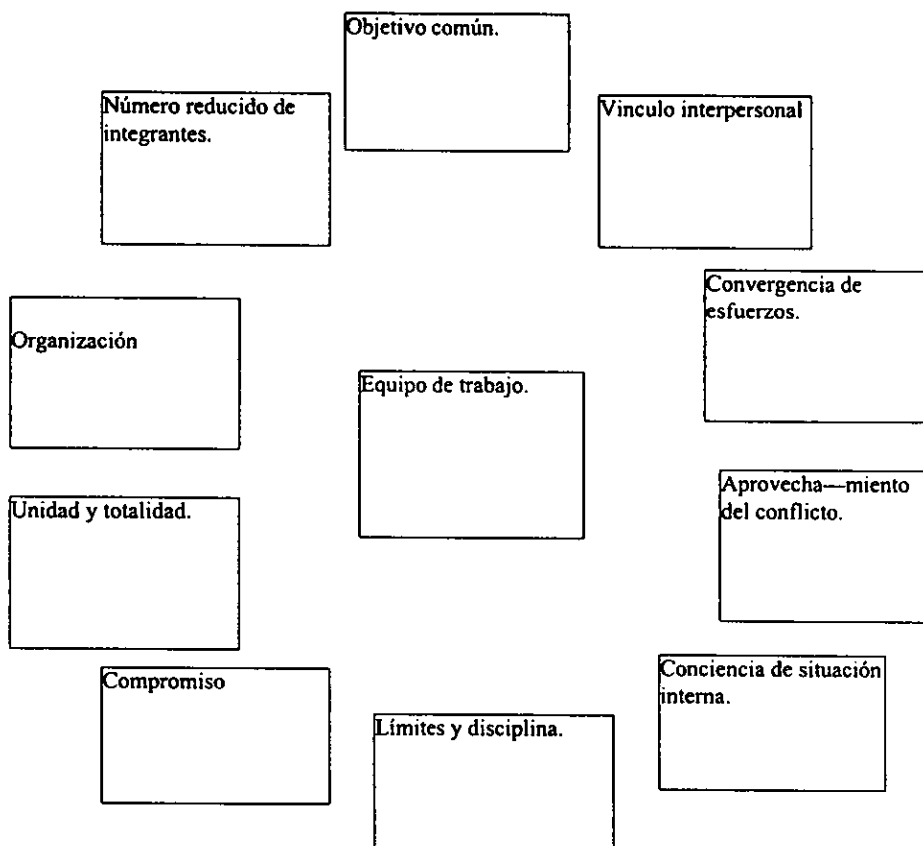 Objetivo común.
Número reducido de
integrantes.
Vinculo interpersonal
Convergencia de
esfuerzos.
Organización
Equipo de trabajo.
Aprovecha—miento
del conflicto.
Unidad y totalidad.
Conciencia de situación
interna.
Compromiso
Límites y disciplina.